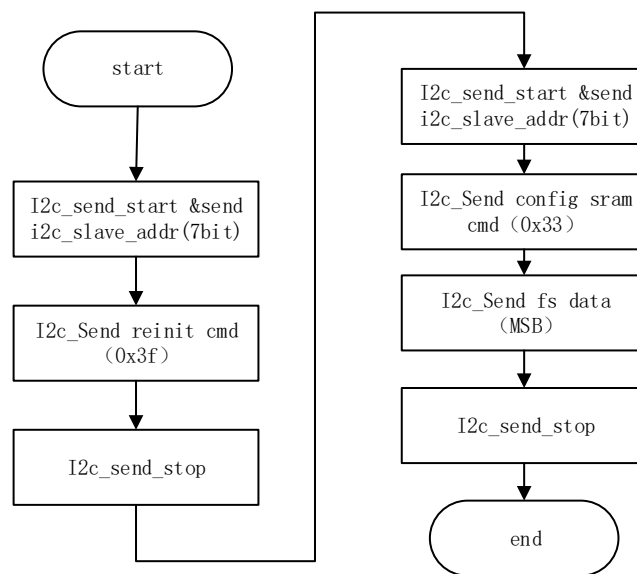 start
I2c_send_start &send
i2c_slave_addr(7bit)
I2c_Send reinit cmd
（0x3f）
I2c_send_stop
I2c_send_start &send
i2c_slave_addr(7bit)
I2c_Send config sram
cmd（0x33）
I2c_Send fs data
（MSB）
I2c_send_stop
end